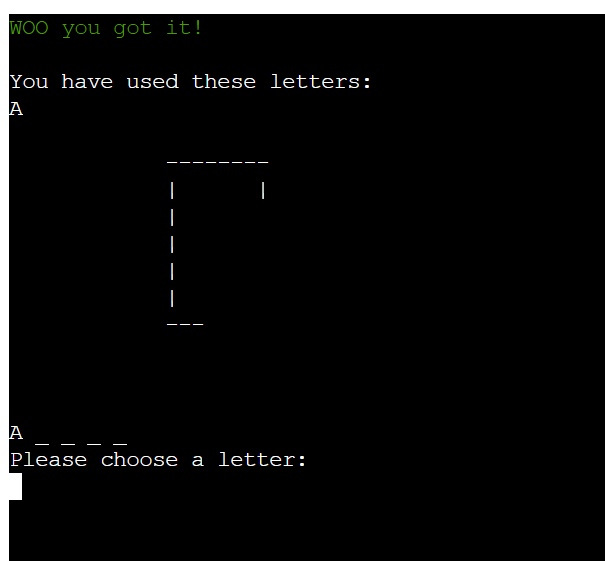 WOO you got it!
You have used these letters:
A
A _ _ _ _
Please choose a letter: